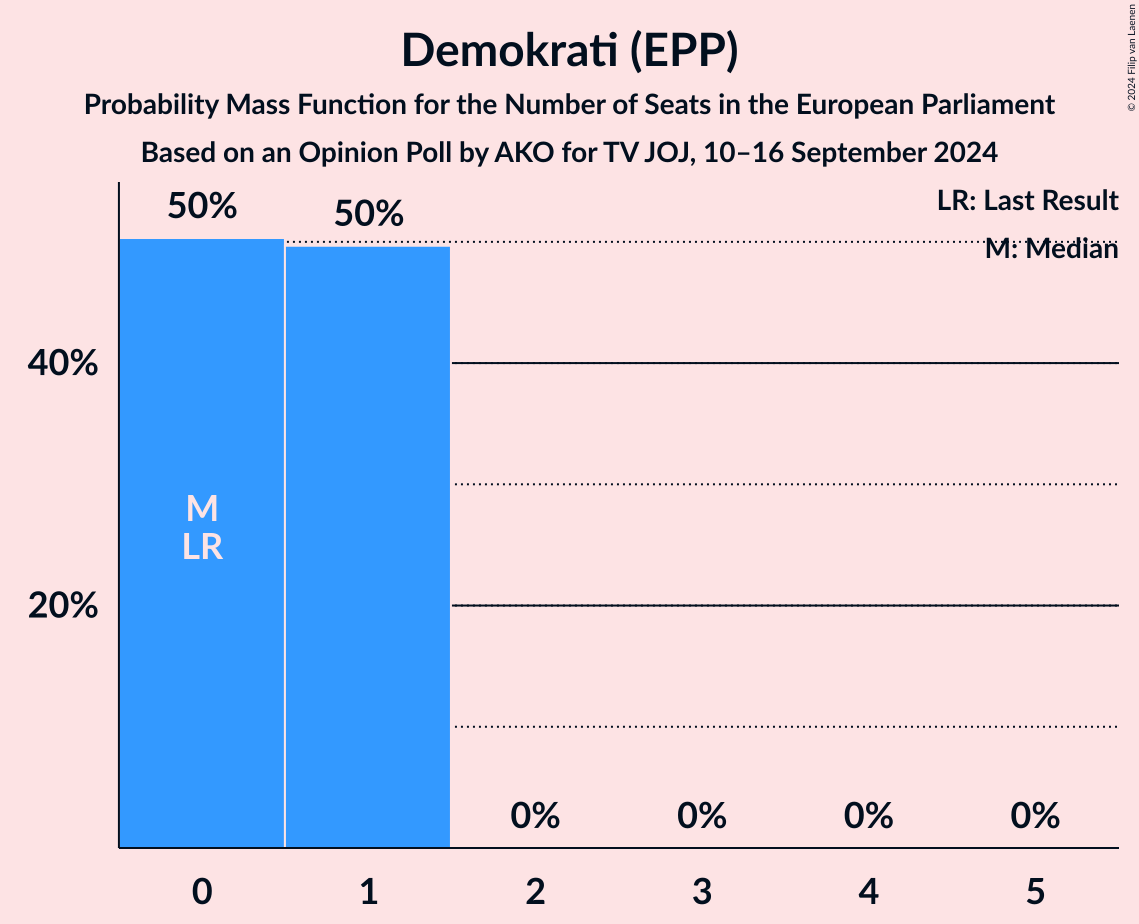 Demokrati (EPP)
Probability Mass Function for the Number of Seats in the European Parliament
Based on an Opinion Poll by AKO for TV JOJ, 10–16 September 2024
© 2024 Filip van Laenen
LR: Last Result
M: Median
50%
50%
40%
20%
M
LR
0%
0%
0%
0%
0
1
2
3
4
5